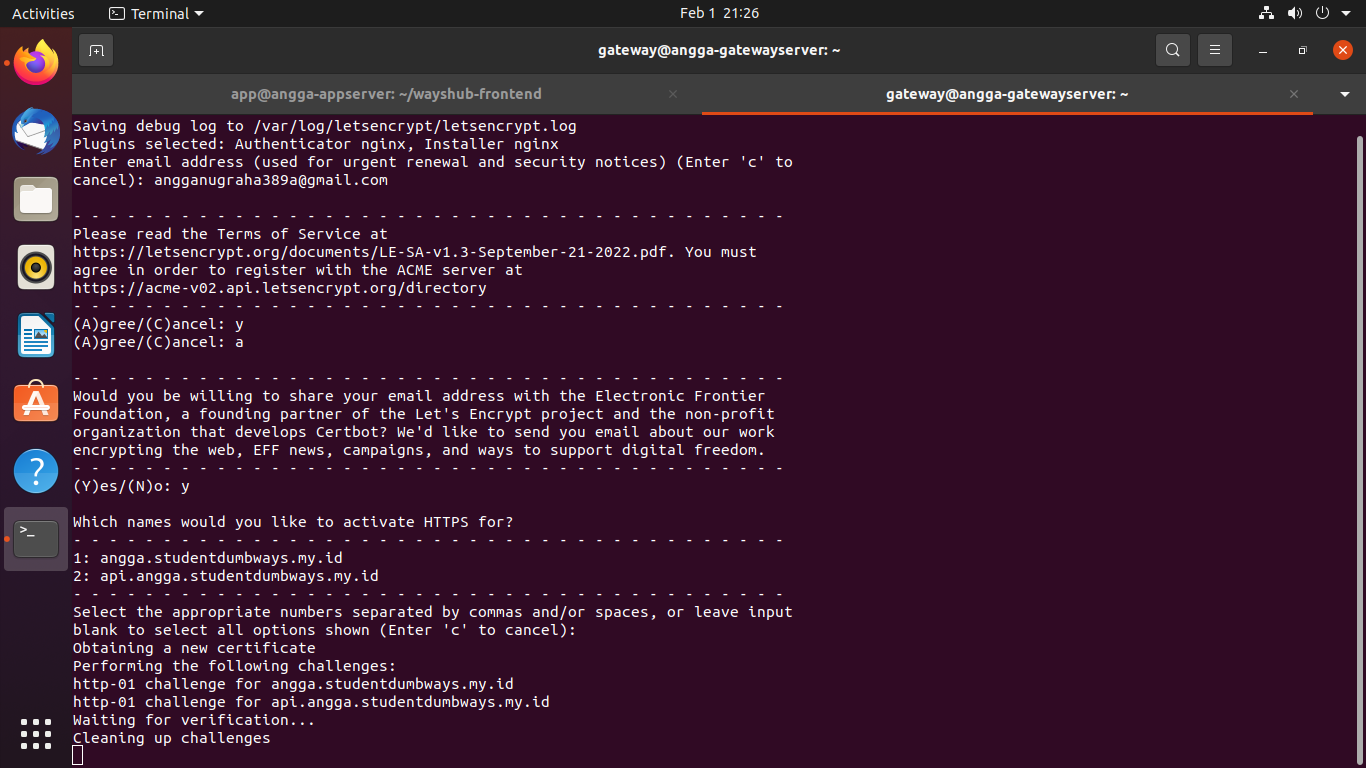 Activities
Terminal
Feb 1 21:26
gateway@angga-gatewayserver: ~
app@angga-appserver: ~/wayshub-frontend
gateway@angga-gatewayserver: ~
Saving debug log to /var/log/letsencrypt/letsencrypt.log
Plugins selected: Authenticator nginx, Installer nginx
Enter email address (used for urgent renewal and security notices) (Enter 'c' to
cancel): angganugraha389a@gmail.com
- - - - - - - - - - - - - - - - - - - - - - - - - - - - - - - - - - - - - - - -
Please read the Terms of Service at
https://letsencrypt.org/documents/LE-SA-v1.3-September-21-2022.pdf. You must
agree in order to register with the ACME server at
https://acme-v02.api.letsencrypt.org/directory
- - - - - - - - - - - - - - - - - - - - - - - - - - - - - - - - - - - - - - - -
(A)gree/(C)ancel: y
(A)gree/(C)ancel: a
- - - - - - - - - - - - - - - - - - - - - - - - - - - - - - - - - - - - - - - -
Would you be willing to share your email address with the Electronic Frontier
Foundation, a founding partner of the Let's Encrypt project and the non-profit
organization that develops Certbot? We'd like to send you email about our work
encrypting the web, EFF news, campaigns, and ways to support digital freedom.
- - - - - - - - - - - - - - - - - - - - - - - - - - - - - - - - - - - - - - - -
(Y)es/(N)o: y
Which names would you like to activate HTTPS for?
- - - - - - - - - - - - - - - - - - - - - - - - - - - - - - - - - - - - - - - -
1: angga.studentdumbways.my.id
2: api.angga.studentdumbways.my.id
- - - - - - - - - - - - - - - - - - - - - - - - - - - - - - - - - - - - - - - -
Select the appropriate numbers separated by commas and/or spaces, or leave input
blank to select all options shown (Enter 'c' to cancel):
Obtaining a new certificate
Performing the following challenges:
http-01 challenge for angga.studentdumbways.my.id
http-01 challenge for api.angga.studentdumbways.my.id
Waiting for verification...
Cleaning up challenges